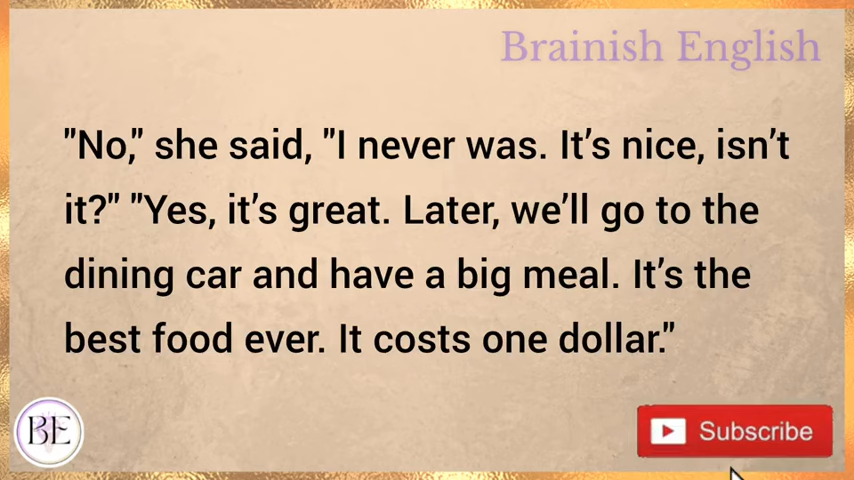 Brainish English
"No," she said, "I never was. It’s nice, isn’t
it?" "Yes, it’s great. Later, we’ll go to the
dining car and have a big meal. It’s the
best food ever. It costs one dollar."
BE
Subscribe